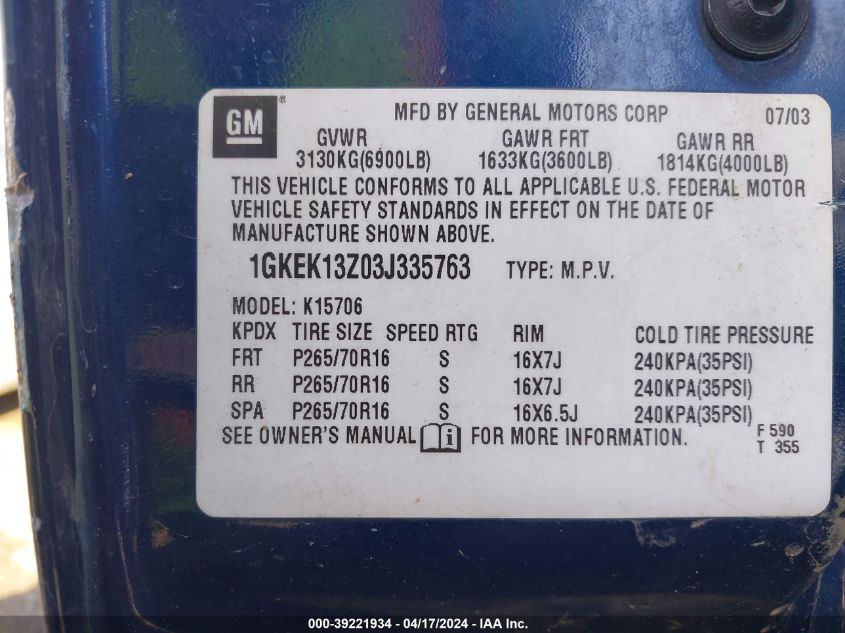 GM ®
MFD BY GENERAL MOTORS CORP 07/03
GVWR GAWR FRT GAWR RR
3130KG(6900LB) 1633KG(3600LB) 1814KG(4000LB)
THIS VEHICLE CONFORMS TO ALL APPLICABLE U.S. FEDERAL MOTOR
VEHICLE SAFETY STANDARDS IN EFFECT ON THE DATE OF
MANUFACTURE SHOWN ABOVE.
1GKEK13Z03J335763 TYPE: M.P.V.
MODEL: K15706
KPDX TIRE SIZE SPEED RTG RIM COLD TIRE PRESSURE
FRT P265/70R16 S 16X7J 240KPA(35PSI)
RR P265/70R16 S 16X7J 240KPA(35PSI)
SPA P265/70R16 S 16X6.5J 240KPA(35PSI)
SEE OWNER'S MANUAL i FOR MORE INFORMATION.
F 590
T 355
000-39221934 - 04/17/2024 - IAA Inc.